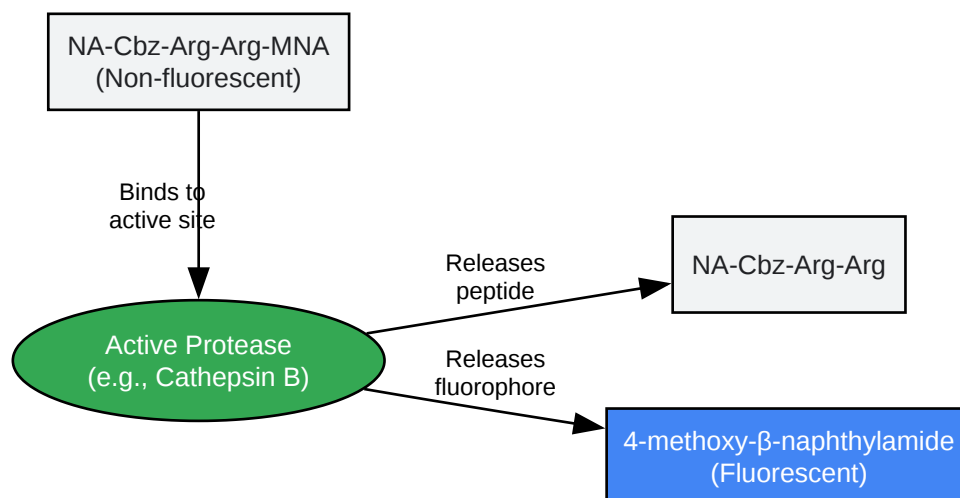 NA-Cbz-Arg-Arg-MNA
(Non-fluorescent)
Binds to
active site
Releases
peptide
NA-Cbz-Arg-Arg
Active Protease
(e.g., Cathepsin B)
Releases
fluorophore
4-methoxy-β-naphthylamide
(Fluorescent)